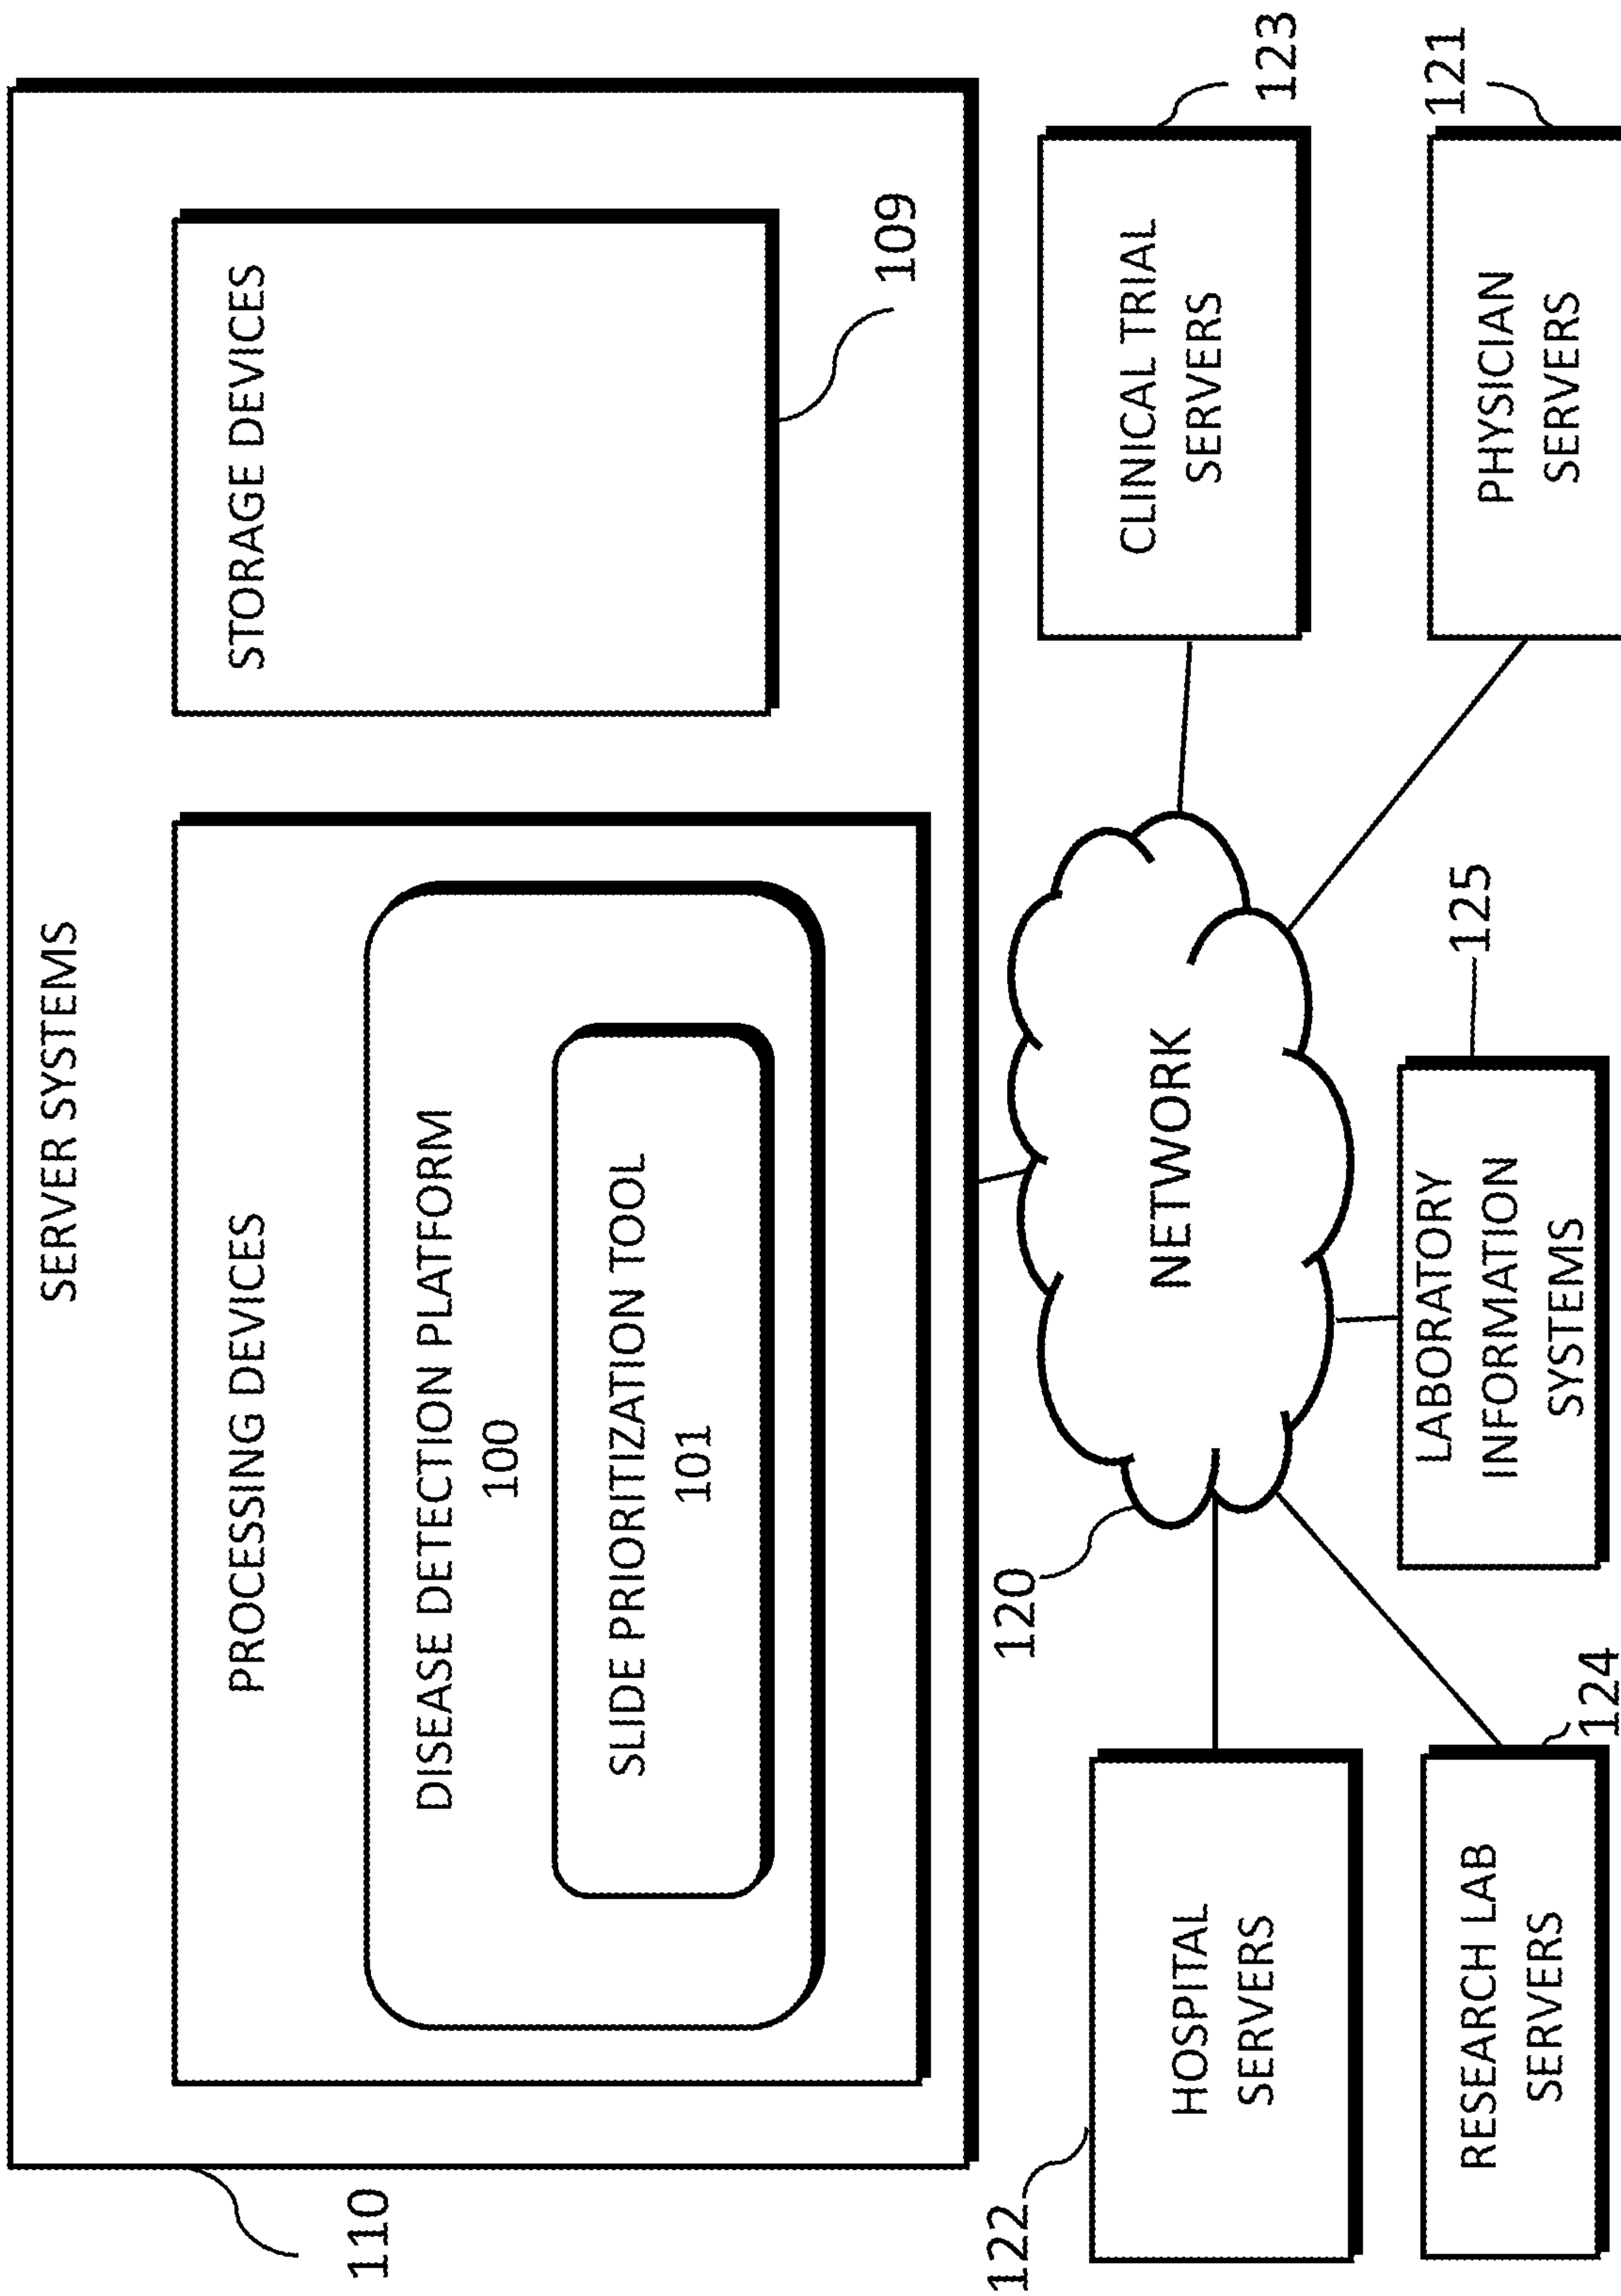 SERVER SYSTEMS
110
PROCESSING DEVICES
DISEASE DETECTION PLATFORM
100
SLIDE PRIORITIZATION TOOL
101
STORAGE DEVICES
109
120
NETWORK
122
HOSPITAL
SERVERS
RESEARCH LAB
SERVERS
124
LABORATORY
INFORMATION
SYSTEMS
125
CLINICAL TRIAL
SERVERS
123
PHYSICIAN
SERVERS
121